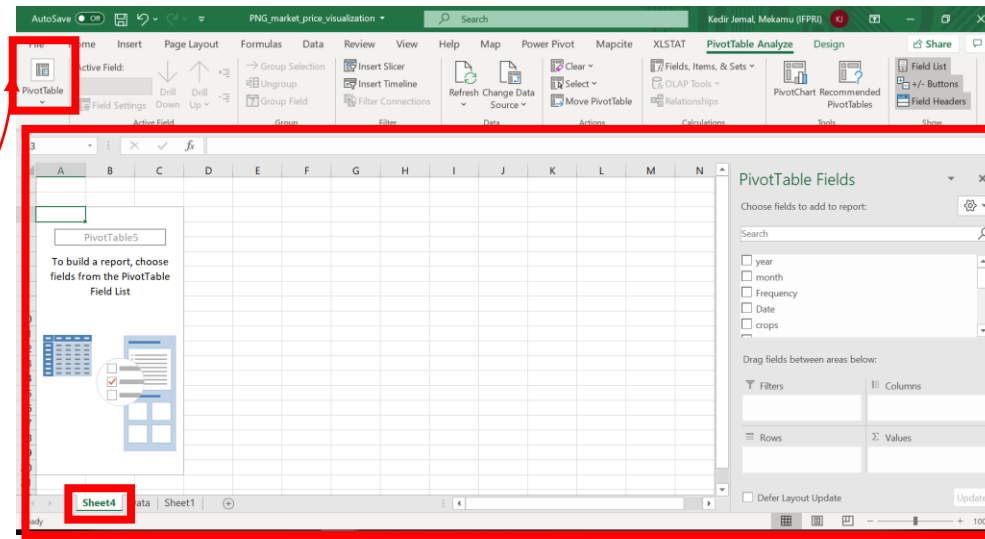 AutoSave Off PNG_market_price_visualization Search Kedir Jemal, Mekamu (IFPRI) KJ
File Home Insert Page Layout Formulas Data Review View Help Map Power Pivot Mapcite XLSTAT PivotTable Analyze Design Share
PivotTable
Active Field:
Field Settings
Drill Down
Drill Up
Active Field
Group Selection
Ungroup
Group Field
Group
Insert Slicer
Insert Timeline
Filter Connections
Filter
Refresh
Change Data Source
Data
Clear
Select
Move PivotTable
Actions
Fields, Items, & Sets
OLAP Tools
Relationships
Calculations
PivotChart
Recommended PivotTables
Tools
Field List
+/- Buttons
Field Headers
Show
fx
A B C D E F G H I J K L M N
PivotTable5
To build a report, choose
fields from the PivotTable
Field List
PivotTable Fields
Choose fields to add to report:
Search
year
month
Frequency
Date
crops
Drag fields between areas below:
Filters
Columns
Rows
Σ Values
Defer Layout Update
Update
Sheet4 Data Sheet1
100